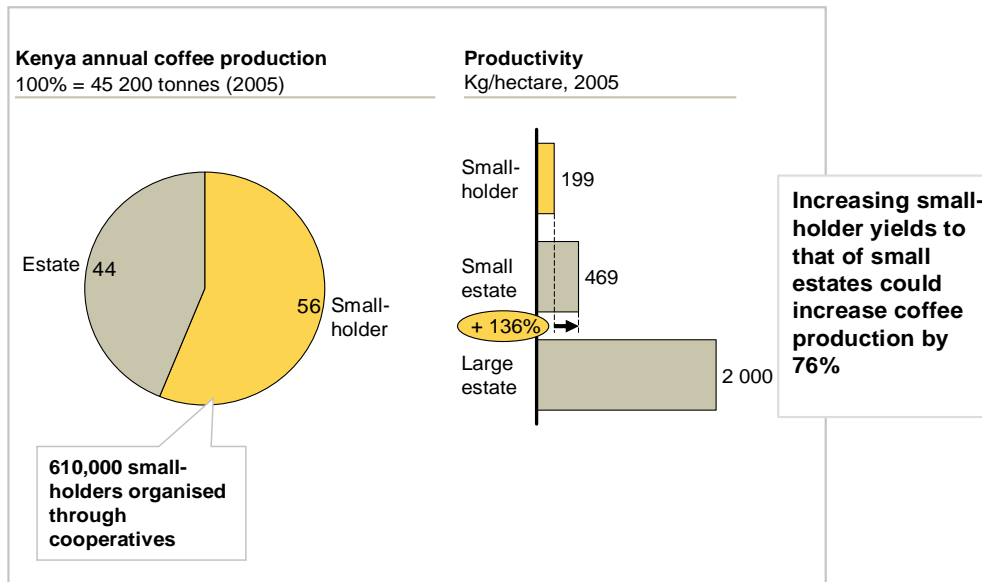 Kenya annual coffee production
100% = 45 200 tonnes (2005)
Estate
44
56
Small-
holder
610,000 small-
holders organised
through
cooperatives
Productivity
Kg/hectare, 2005
Small-
holder
199
Small
estate
469
+ 136%
Large
estate
2 000
Increasing small-
holder yields to
that of small
estates could
increase coffee
production by
76%